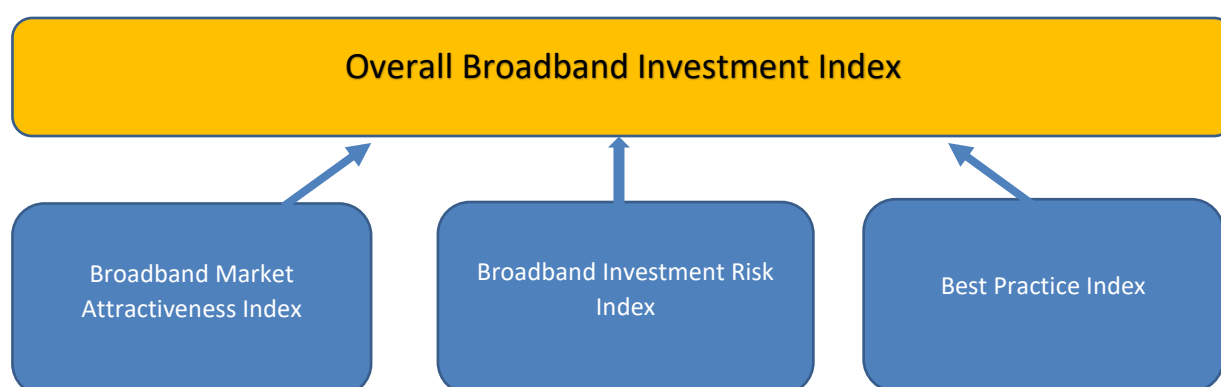 Overall Broadband Investment Index
Broadband Market
Attractiveness Index
Broadband Investment Risk
Index
Best Practice Index